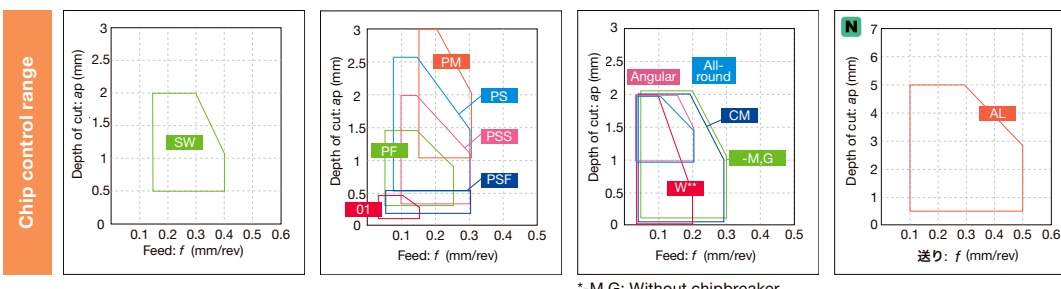 Chip control range
Depth of cut: ap (mm)
3
2.5
2
1.5
1
0.5
0
SW
0.1 0.2 0.3 0.4 0.5 0.6
Feed: f (mm/rev)
Depth of cut: ap (mm)
3
2.5
2
1.5
1
0.5
0
PM
PS
PSS
PF
PSF
01
0.1 0.2 0.3 0.4 0.5
Feed: f (mm/rev)
Depth of cut: ap (mm)
3
2.5
2
1.5
1
0.5
0
Angular
All-
round
CM
-M,G
W**
0.1 0.2 0.3 0.4 0.5
Feed: f (mm/rev)
*-M,G: Without chipbreaker
N
Depth of cut: ap (mm)
7
6
5
4
3
2
1
0
AL
0.1 0.2 0.3 0.4 0.5 0.6
送り: f (mm/rev)